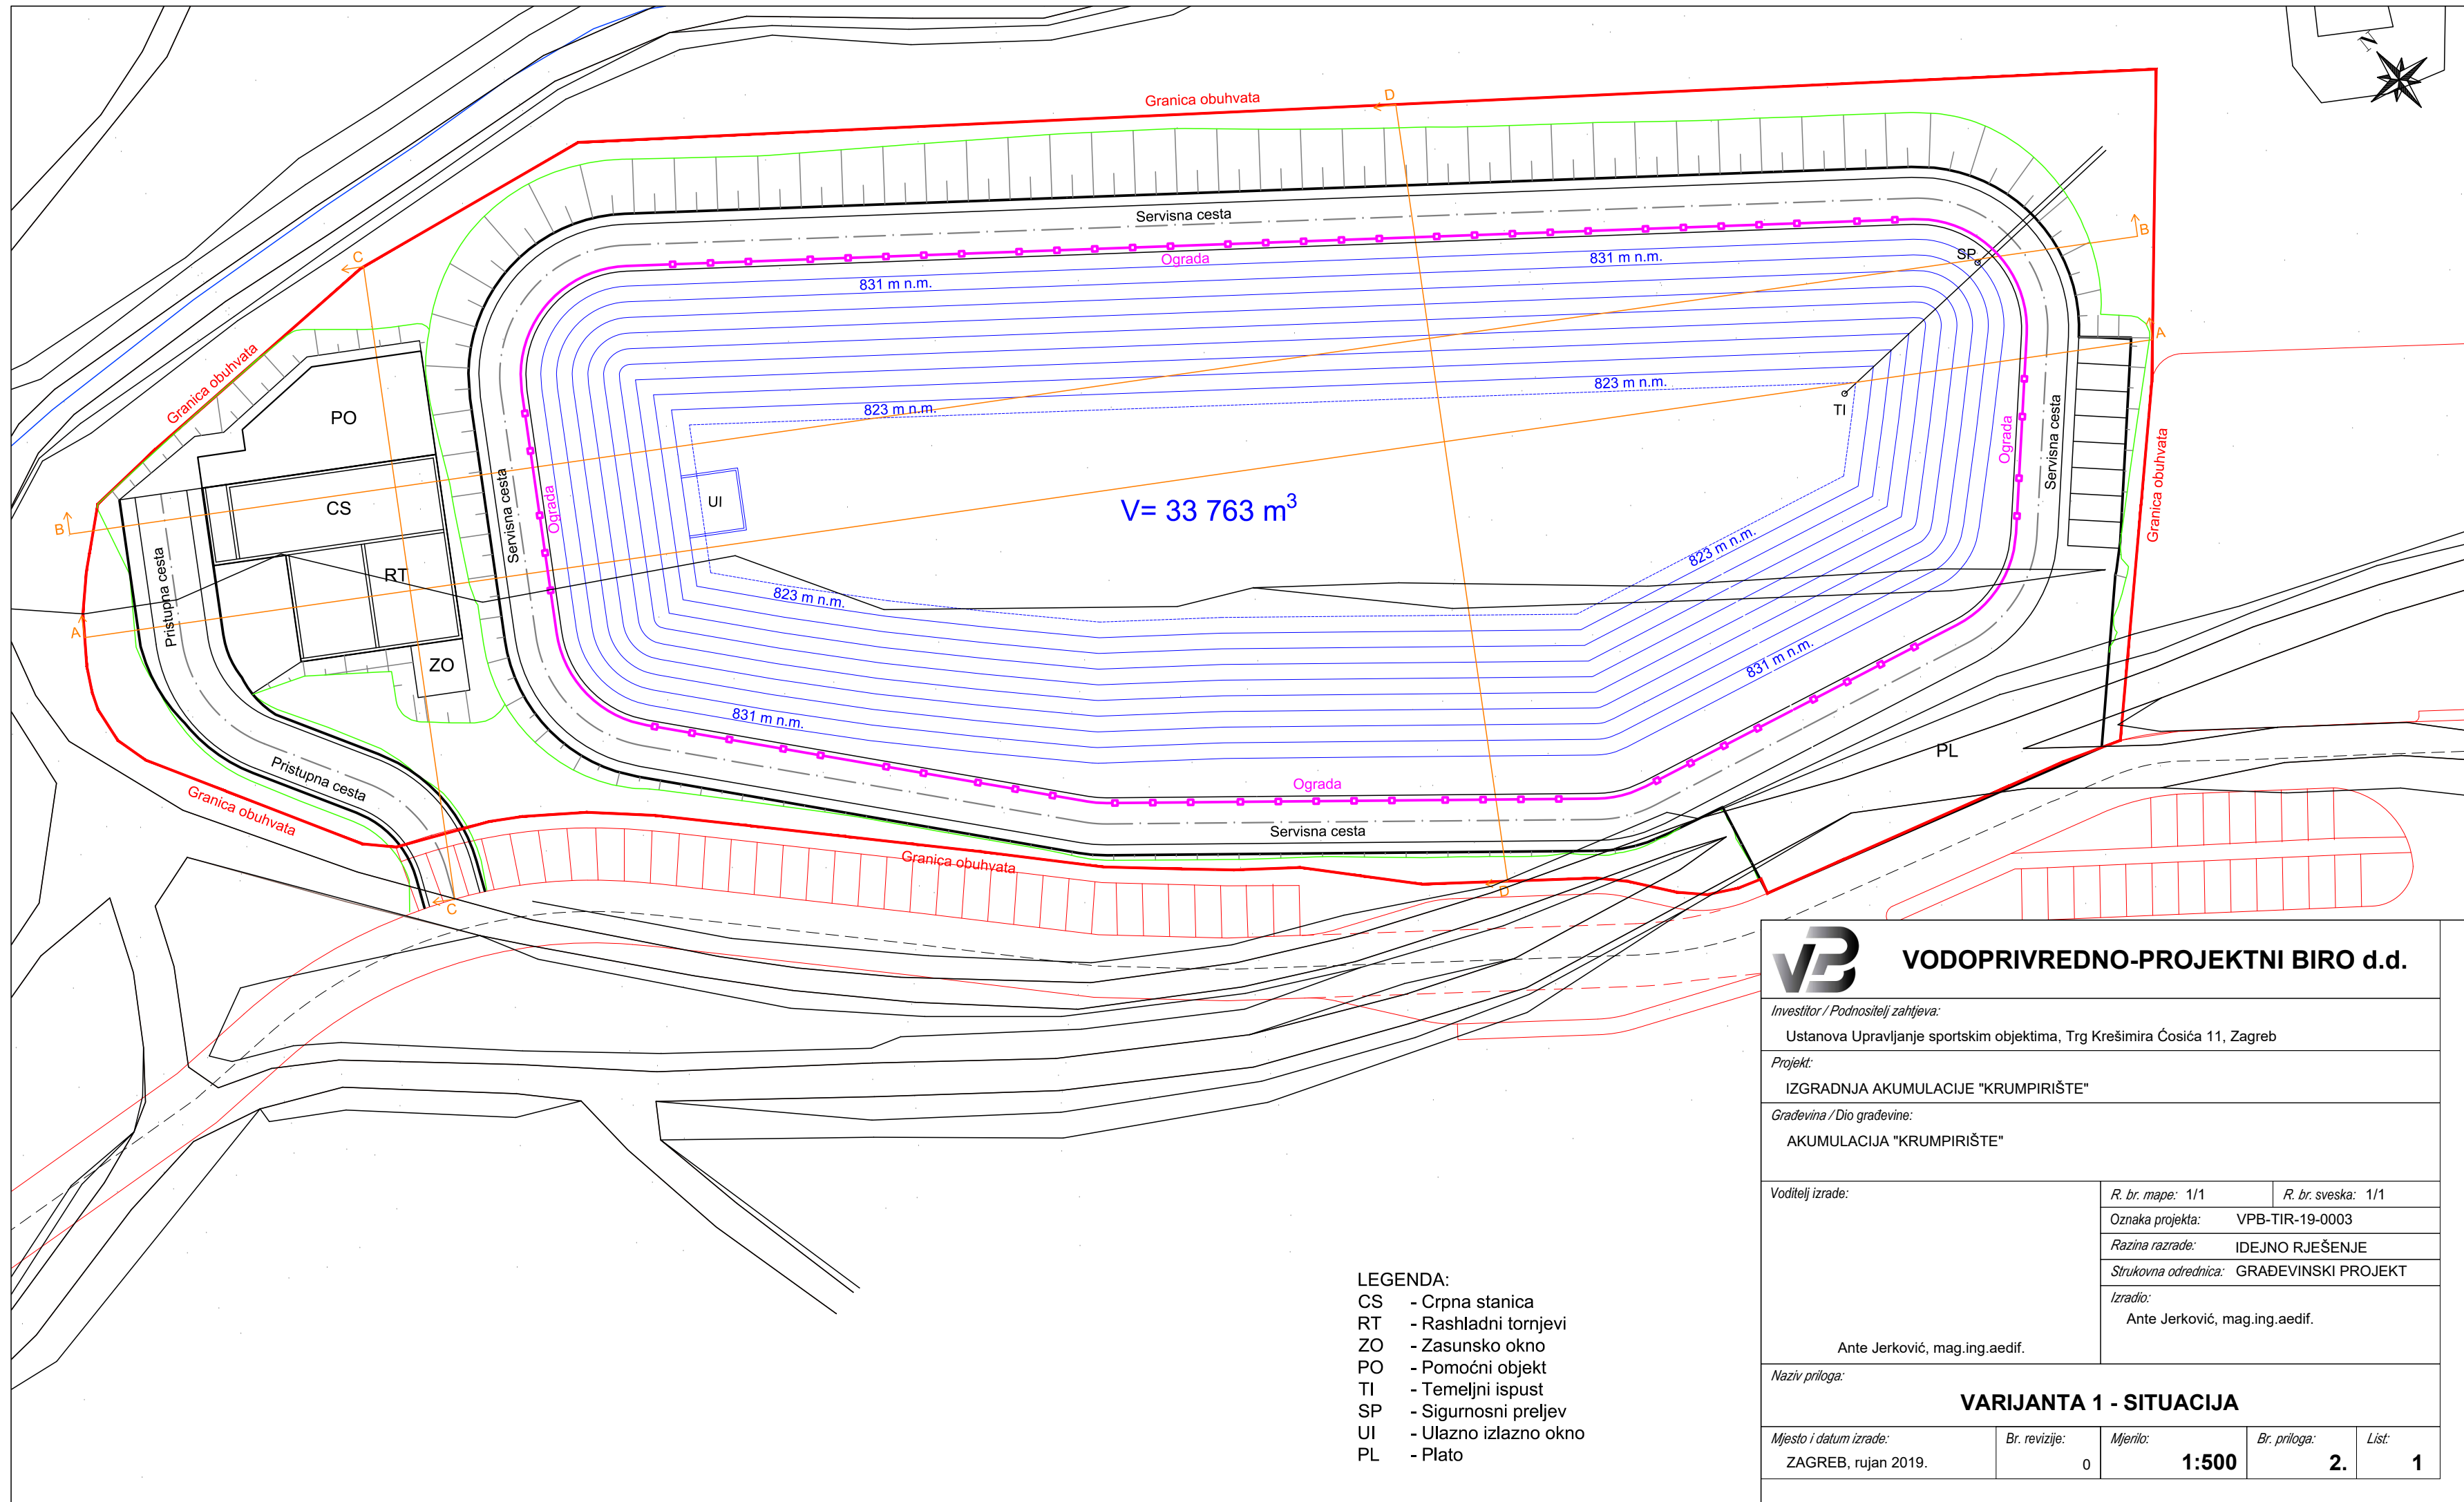 N
Granica obuhvata
D
Servisna cesta
B
C
SP
Ograda
831 m n.m.
831 m n.m.
A
Granica obuhvata
823 m n.m.
823 m n.m.
TI
PO
Ograda
Servisna cesta
Granica obuhvata
CS
UI
V= 33 763 m³
B
Servisna cesta
Ograda
823 m n.m.
RT
Pristupna cesta
823 m n.m.
A
ZO
831 m n.m.
831 m n.m.
PL
Pristupna cesta
Ograda
Granica obuhvata
Servisna cesta
Granica obuhvata
D
C
LEGENDA:
CS - Crpna stanica
RT - Rashladni tornjevi
ZO - Zasunsko okno
PO - Pomoćni objekt
TI - Temeljni ispust
SP - Sigurnosni preljev
UI - Ulazno izlazno okno
PL - Plato
VPB
VODOPRIVREDNO-PROJEKTNI BIRO d.d.
Investitor / Podnositelj zahtjeva:
Ustanova Upravljanje sportskim objektima, Trg Krešimira Ćosića 11, Zagreb
Projekt:
IZGRADNJA AKUMULACIJE "KRUMPIRIŠTE"
Građevina / Dio građevine:
AKUMULACIJA "KRUMPIRIŠTE"
Voditelj izrade:
Ante Jerković, mag.ing.aedif.
R. br. mape: 1/1
R. br. sveska: 1/1
Oznaka projekta: VPB-TIR-19-0003
Razina razrade: IDEJNO RJEŠENJE
Strukovna odrednica: GRAĐEVINSKI PROJEKT
Izradio:
Ante Jerković, mag.ing.aedif.
Naziv priloga:
VARIJANTA 1 - SITUACIJA
Mjesto i datum izrade:
ZAGREB, rujan 2019.
Br. revizije:
0
Mjerilo:
1:500
Br. priloga:
2.
List:
1